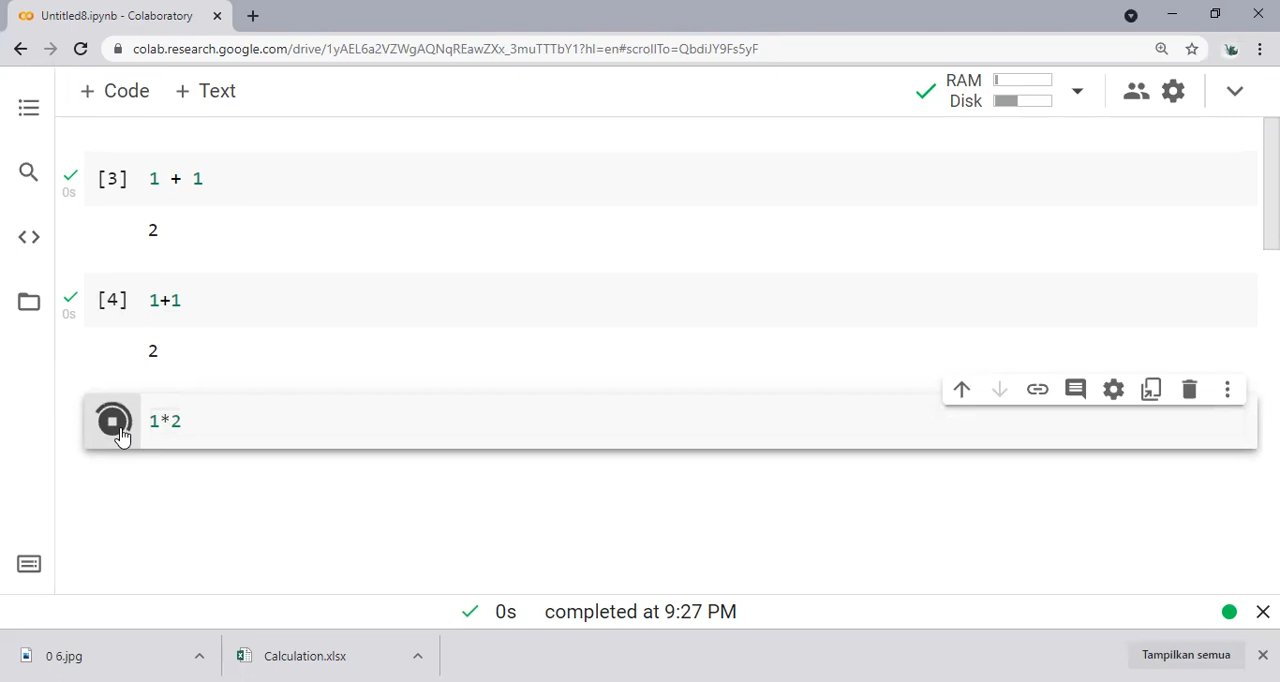 Untitled8.ipynb - Colaboratory
colab.research.google.com/drive/1yAEL6a2VZWgAQNqREawZXx_3muTTTbY1?hl=en#scrollTo=QbdiJY9Fs5yF
+ Code + Text
RAM
Disk
[3] 1 + 1
0s
2
[4] 1+1
0s
2
1*2
0s completed at 9:27 PM
0 6.jpg
Calculation.xlsx
Tampilkan semua